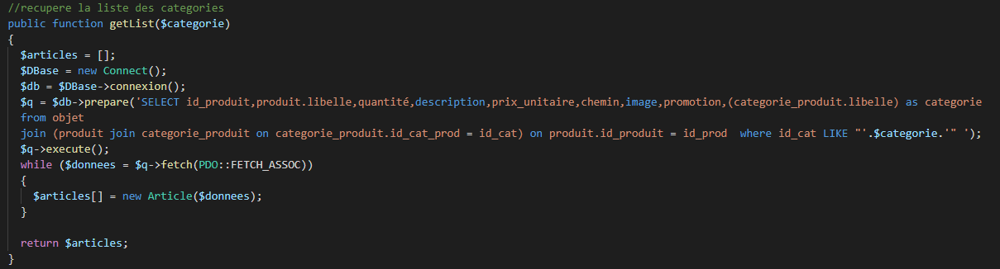 //recupere la liste des categories
public function getList($categorie)
{
$articles = [];
$DBase = new Connect();
$db = $DBase->connexion();
$q = $db->prepare('SELECT id_produit,produit.libelle,quantité,description,prix_unitaire,chemin,image,promotion,(categorie_produit.libelle) as categorie
from objet
join (produit join categorie_produit on categorie_produit.id_cat_prod = id_cat) on produit.id_produit = id_prod  where id_cat LIKE "'.$categorie.'" ');
$q->execute();
while ($donnees = $q->fetch(PDO::FETCH_ASSOC))
{
$articles[] = new Article($donnees);
}
return $articles;
}